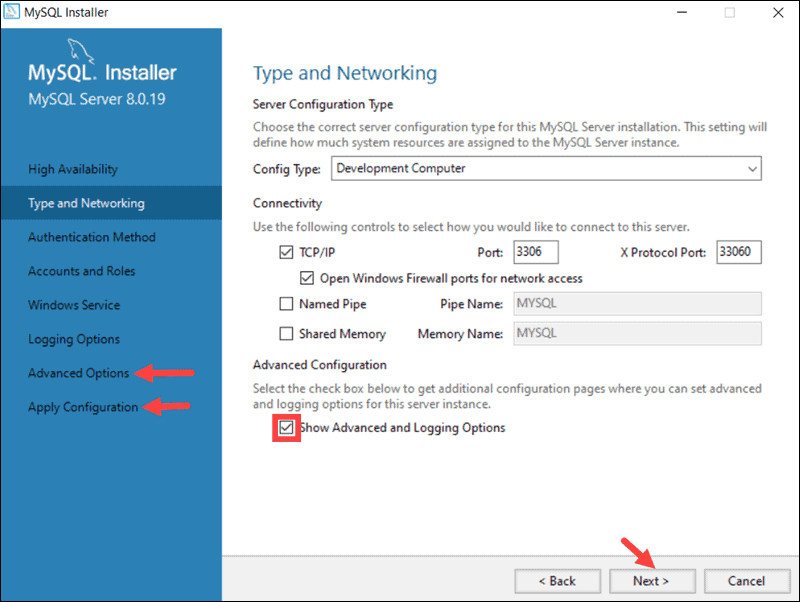 MySQL Installer
MySQL. Installer
MySQL Server 8.0.19
High Availability
Type and Networking
Authentication Method
Accounts and Roles
Windows Service
Logging Options
Advanced Options
Apply Configuration
Type and Networking
Server Configuration Type
Choose the correct server configuration type for this MySQL Server installation. This setting will
define how much system resources are assigned to the MySQL Server instance.
Config Type: Development Computer
Connectivity
Use the following controls to select how you would like to connect to this server.
TCP/IP Port: 3306 X Protocol Port: 33060
Open Windows Firewall ports for network access
Named Pipe Pipe Name: MYSQL
Shared Memory Memory Name: MYSQL
Advanced Configuration
Select the check box below to get additional configuration pages where you can set advanced
and logging options for this server instance.
Show Advanced and Logging Options
< Back Next > Cancel